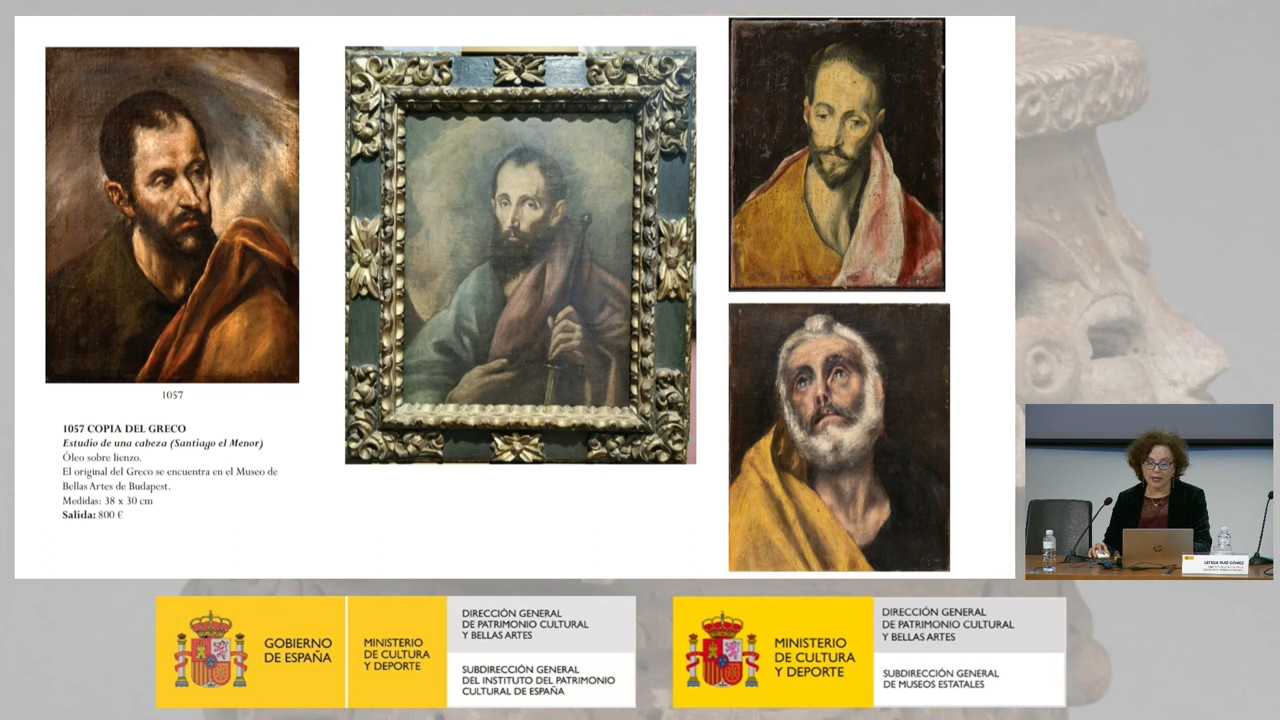 1057
1057 COPIA DEL GRECO
Estudio de una cabeza (Santiago el Menor)
Óleo sobre lienzo.
El original del Greco se encuentra en el Museo de
Bellas Artes de Budapest.
Medidas: 38 x 30 cm
Salida: 800 €
LETICIA RUIZ GÓMEZ
GOBIERNO
DE ESPAÑA
MINISTERIO
DE CULTURA
Y DEPORTE
DIRECCIÓN GENERAL
DE PATRIMONIO CULTURAL
Y BELLAS ARTES
SUBDIRECCIÓN GENERAL
DEL INSTITUTO DEL PATRIMONIO
CULTURAL DE ESPAÑA
MINISTERIO
DE CULTURA
Y DEPORTE
DIRECCIÓN GENERAL
DE PATRIMONIO CULTURAL
Y BELLAS ARTES
SUBDIRECCIÓN GENERAL
DE MUSEOS ESTATALES